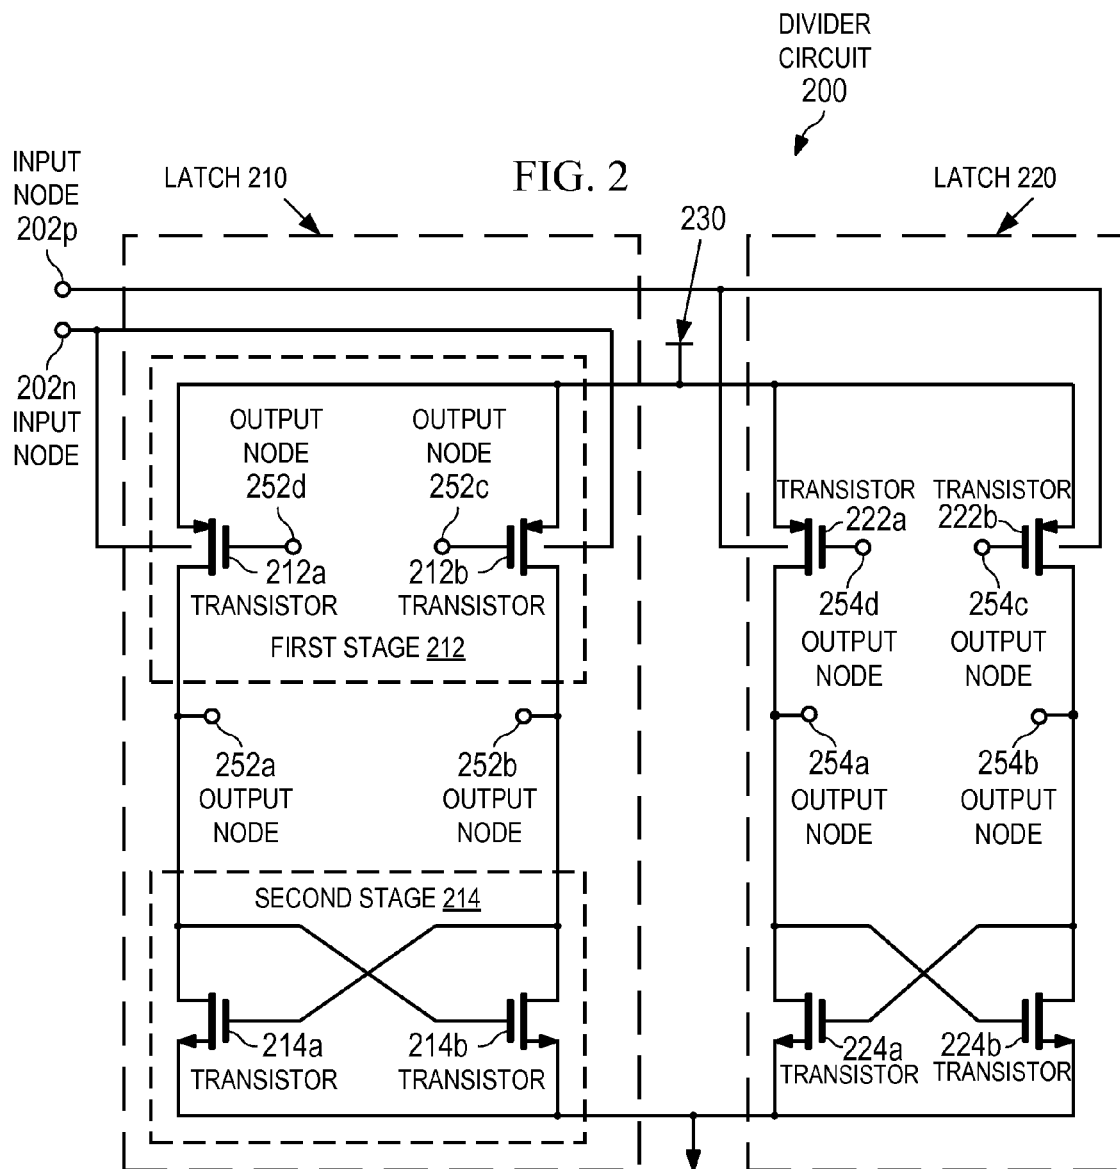 DIVIDER
CIRCUIT
200
FIG. 2
INPUT
NODE
202p
LATCH 210
230
LATCH 220
202n
INPUT
NODE
OUTPUT
NODE
252d
OUTPUT
NODE
252c
TRANSISTOR
222a
TRANSISTOR
222b
212a
TRANSISTOR
212b
TRANSISTOR
254d
OUTPUT
NODE
254c
OUTPUT
NODE
FIRST STAGE 212
252a
OUTPUT
NODE
252b
OUTPUT
NODE
254a
OUTPUT
NODE
254b
OUTPUT
NODE
SECOND STAGE 214
214a
TRANSISTOR
214b
TRANSISTOR
224a
TRANSISTOR
224b
TRANSISTOR